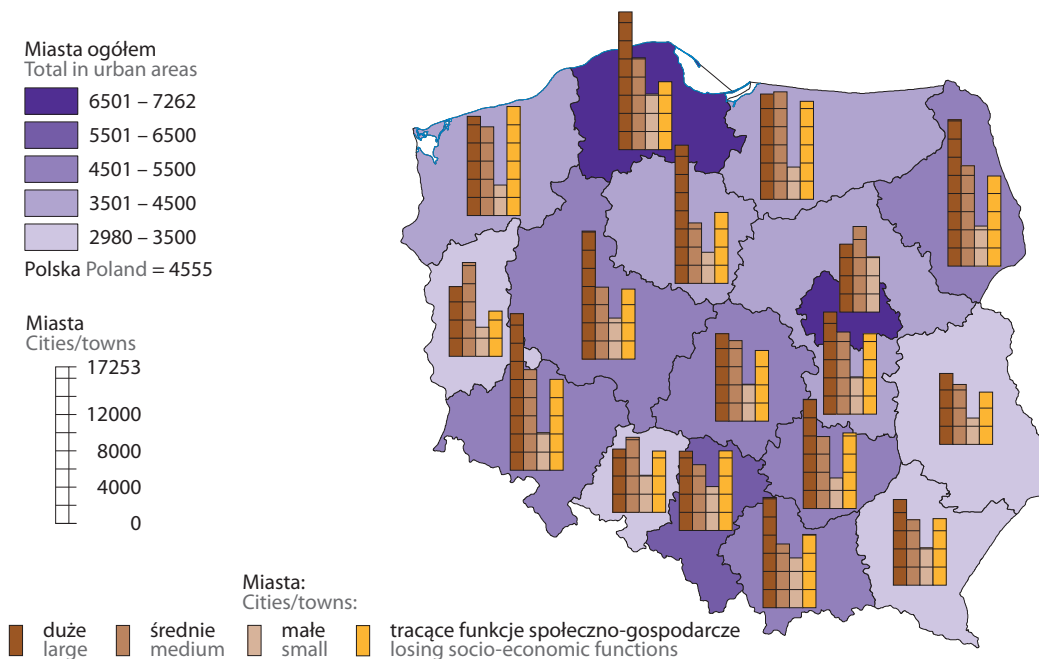 Miasta ogółem
Total in urban areas
6501 – 7262
5501 – 6500
4501 – 5500
3501 – 4500
2980 – 3500
Polska Poland = 4555
Miasta
Cities/towns
17253
12000
8000
4000
0
Miasta:
Cities/towns:
duże
large
średnie
medium
małe
small
tracące funkcje społeczno-gospodarcze
losing socio-economic functions